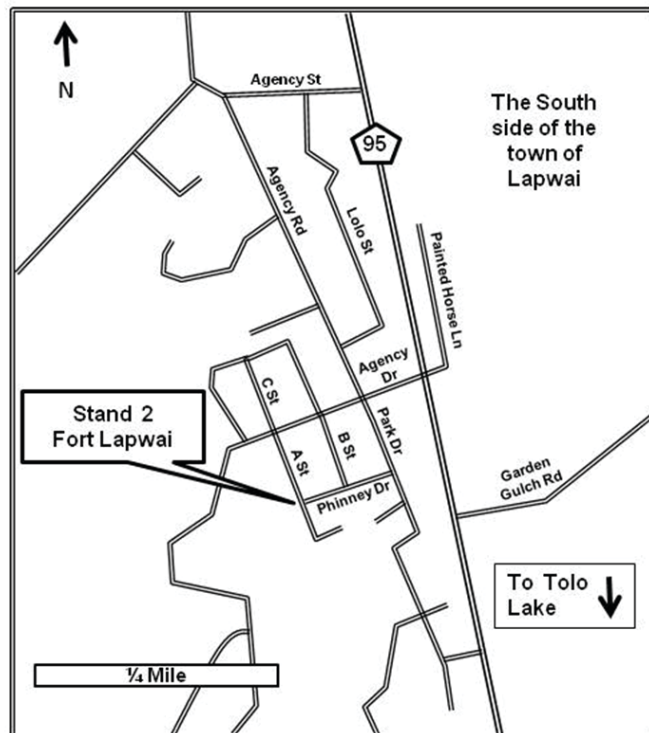 N
Agency St
95
The South
side of the
town of
Lapwai
Agency Rd
Lolo St
Painted Horse Ln
Agency
Dr
C St
Park Dr
Stand 2
Fort Lapwai
A St
B St
Phinney Dr
Garden
Gulch Rd
To Tolo
Lake
¼ Mile